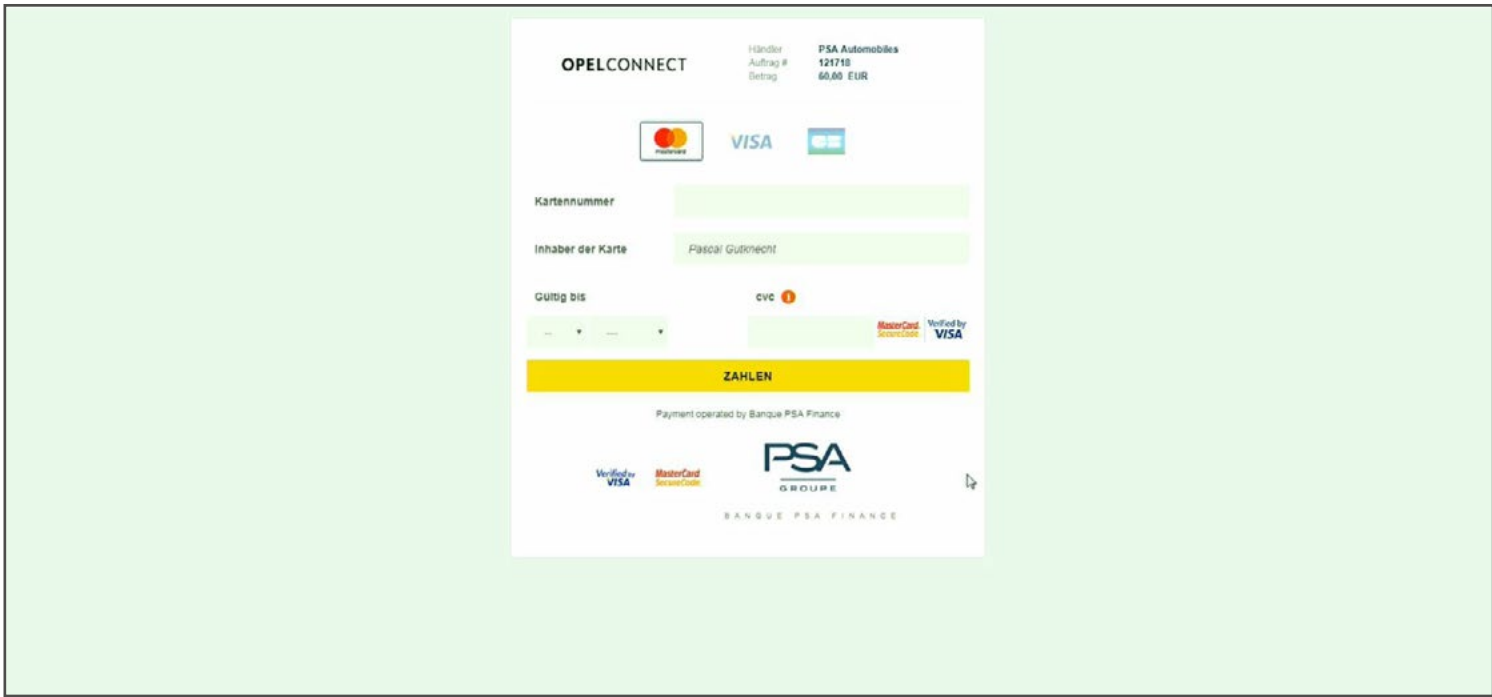 OPELCONNECT
Händler PSA Automobiles
Auftrag # 121718
Betrag 60,00 EUR
mastercard VISA CB
Kartennummer
Inhaber der Karte Pascal Gutknecht
Gültig bis cvc i
-- ---- MasterCard. SecureCode. Verified by VISA
ZAHLEN
Payment operated by Banque PSA Finance
Verified by VISA MasterCard SecureCode
PSA
GROUPE
BANQUE PSA FINANCE